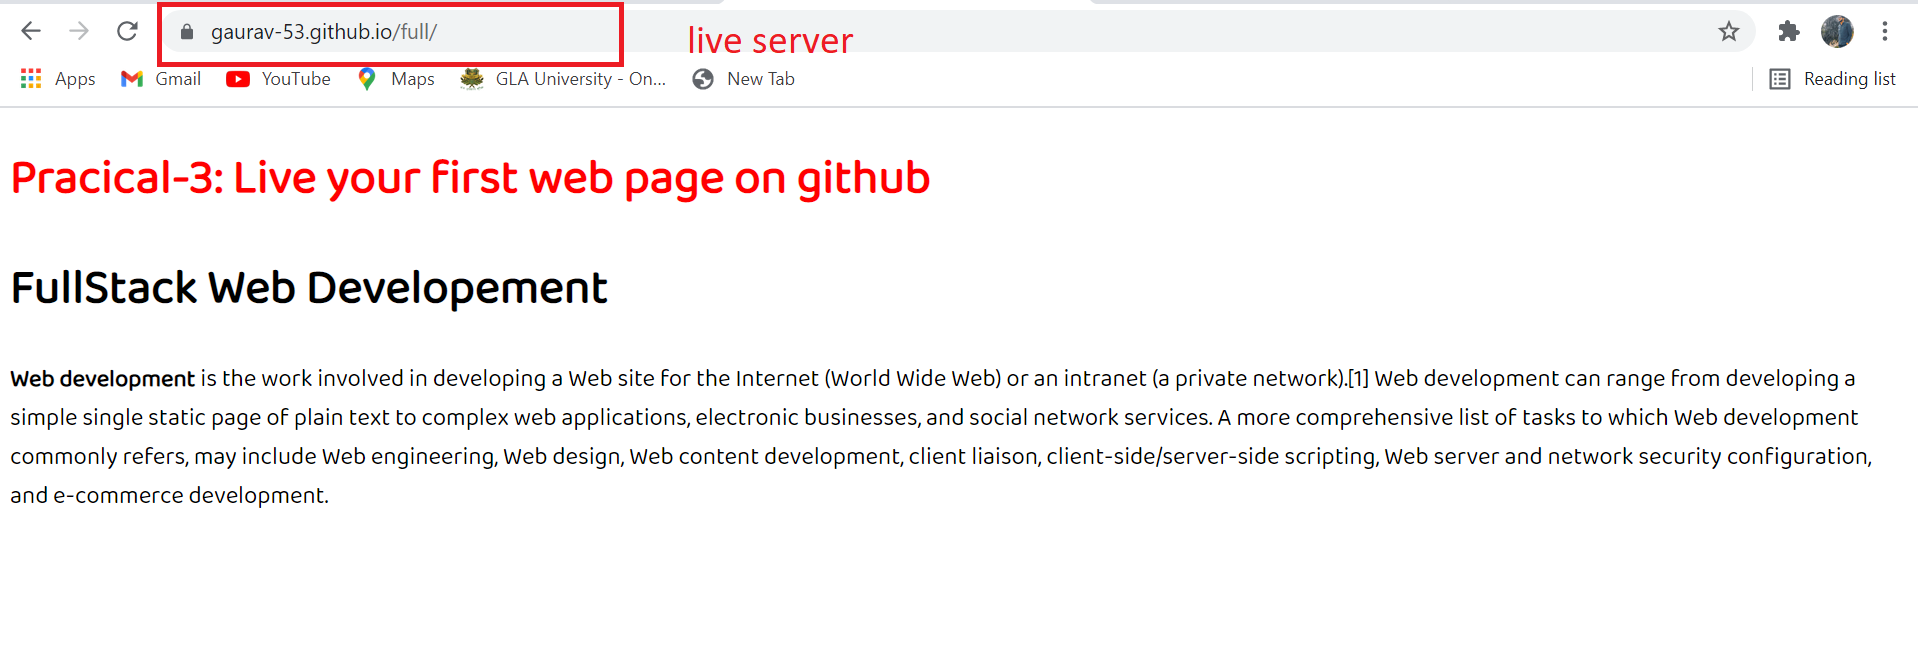 gaurav-53.github.io/full/
live server
Apps Gmail YouTube Maps GLA University - On... New Tab Reading list
Pracical-3: Live your first web page on github
FullStack Web Developement
Web development is the work involved in developing a Web site for the Internet (World Wide Web) or an intranet (a private network).[1] Web development can range from developing a
simple single static page of plain text to complex web applications, electronic businesses, and social network services. A more comprehensive list of tasks to which Web development
commonly refers, may include Web engineering, Web design, Web content development, client liaison, client-side/server-side scripting, Web server and network security configuration,
and e-commerce development.